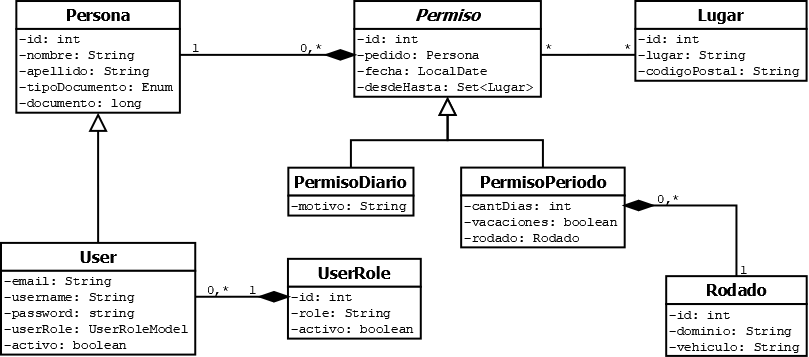 Persona
-id: int
-nombre: String
-apellido: String
-tipoDocumento: Enum
-documento: long
1
0,*
Permiso
-id: int
-pedido: Persona
-fecha: LocalDate
-desdeHasta: Set<Lugar>
*
*
Lugar
-id: int
-lugar: String
-codigoPostal: String
PermisoDiario
-motivo: String
PermisoPeriodo
-cantDias: int
-vacaciones: boolean
-rodado: Rodado
0,*
1
User
-email: String
-username: String
-password: string
-userRole: UserRoleModel
-activo: boolean
0,*
1
UserRole
-id: int
-role: String
-activo: boolean
Rodado
-id: int
-dominio: String
-vehiculo: String